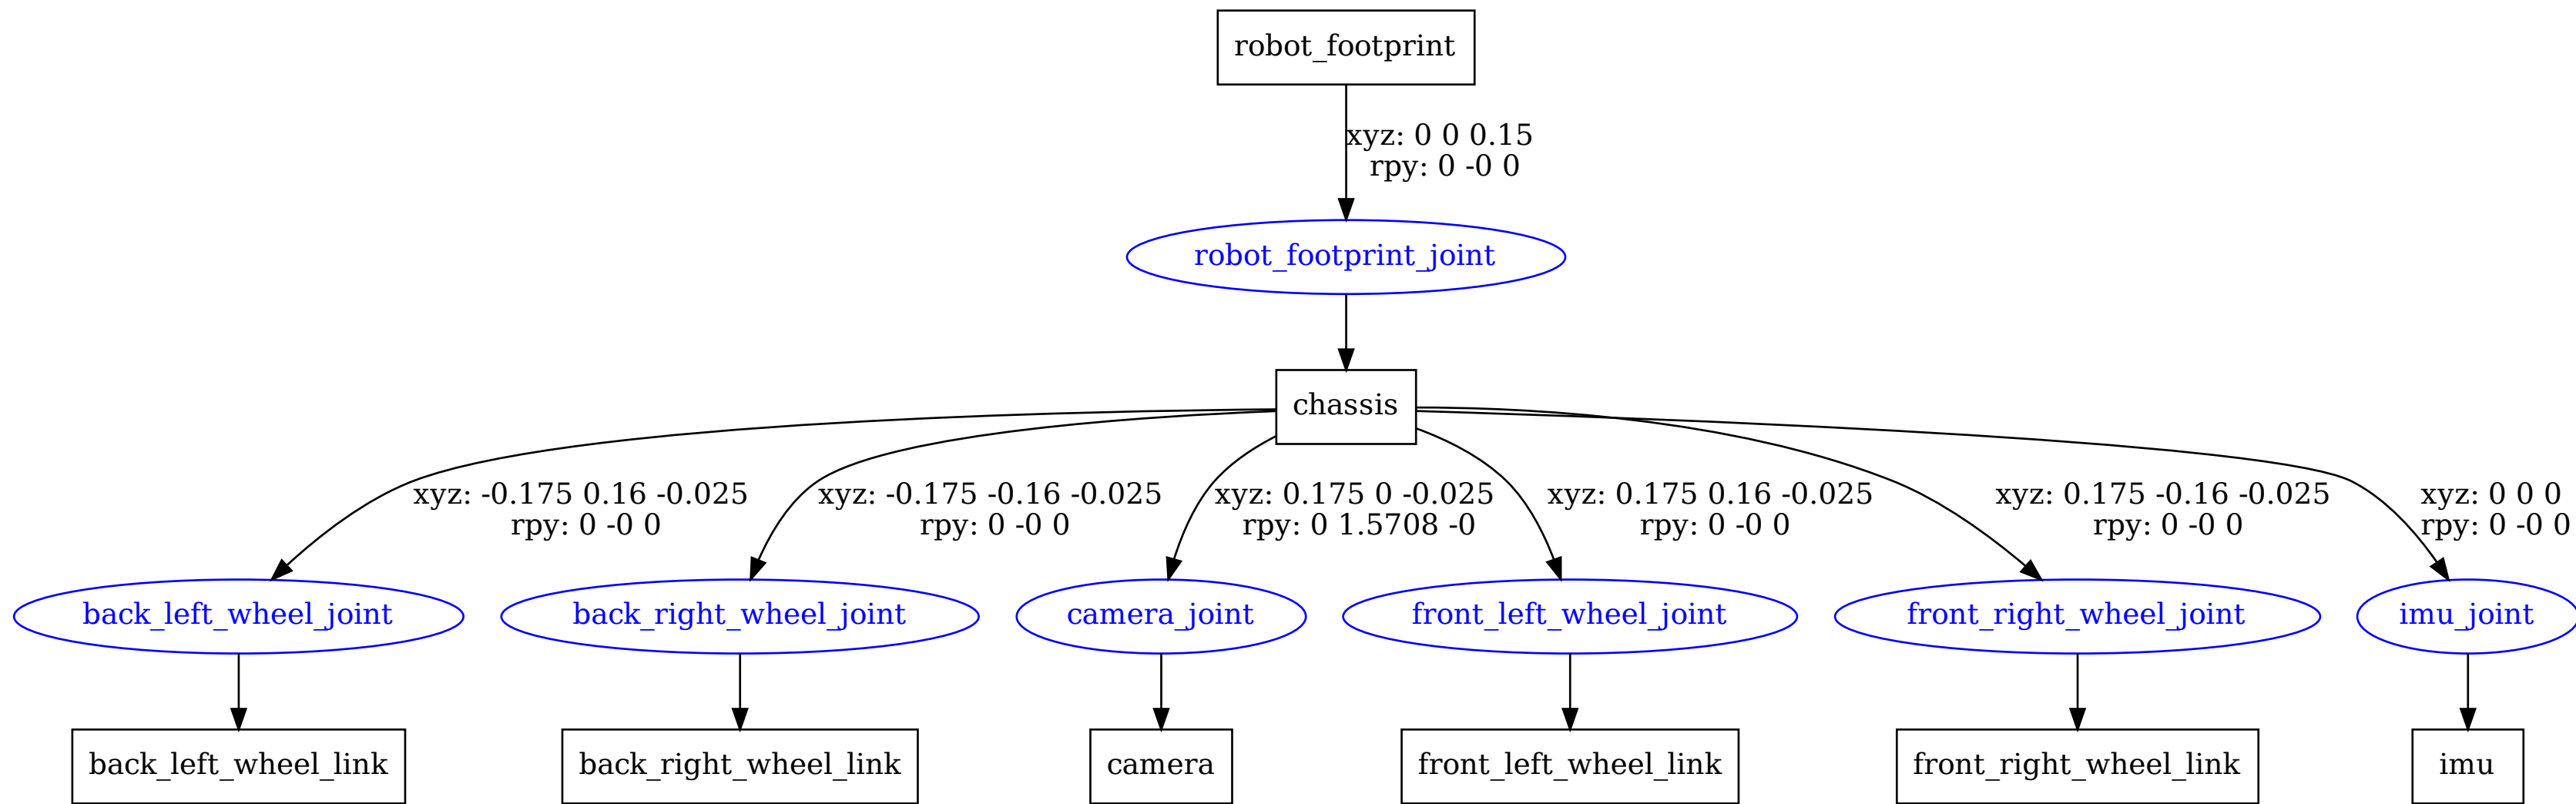 robot_footprint
xyz: 0 0 0.15
rpy: 0 -0 0
robot_footprint_joint
chassis
xyz: -0.175 0.16 -0.025
rpy: 0 -0 0
xyz: -0.175 -0.16 -0.025
rpy: 0 -0 0
xyz: 0.175 0 -0.025
rpy: 0 1.5708 -0
xyz: 0.175 0.16 -0.025
rpy: 0 -0 0
xyz: 0.175 -0.16 -0.025
rpy: 0 -0 0
xyz: 0 0 0
rpy: 0 -0 0
back_left_wheel_joint
back_right_wheel_joint
camera_joint
front_left_wheel_joint
front_right_wheel_joint
imu_joint
back_left_wheel_link
back_right_wheel_link
camera
front_left_wheel_link
front_right_wheel_link
imu